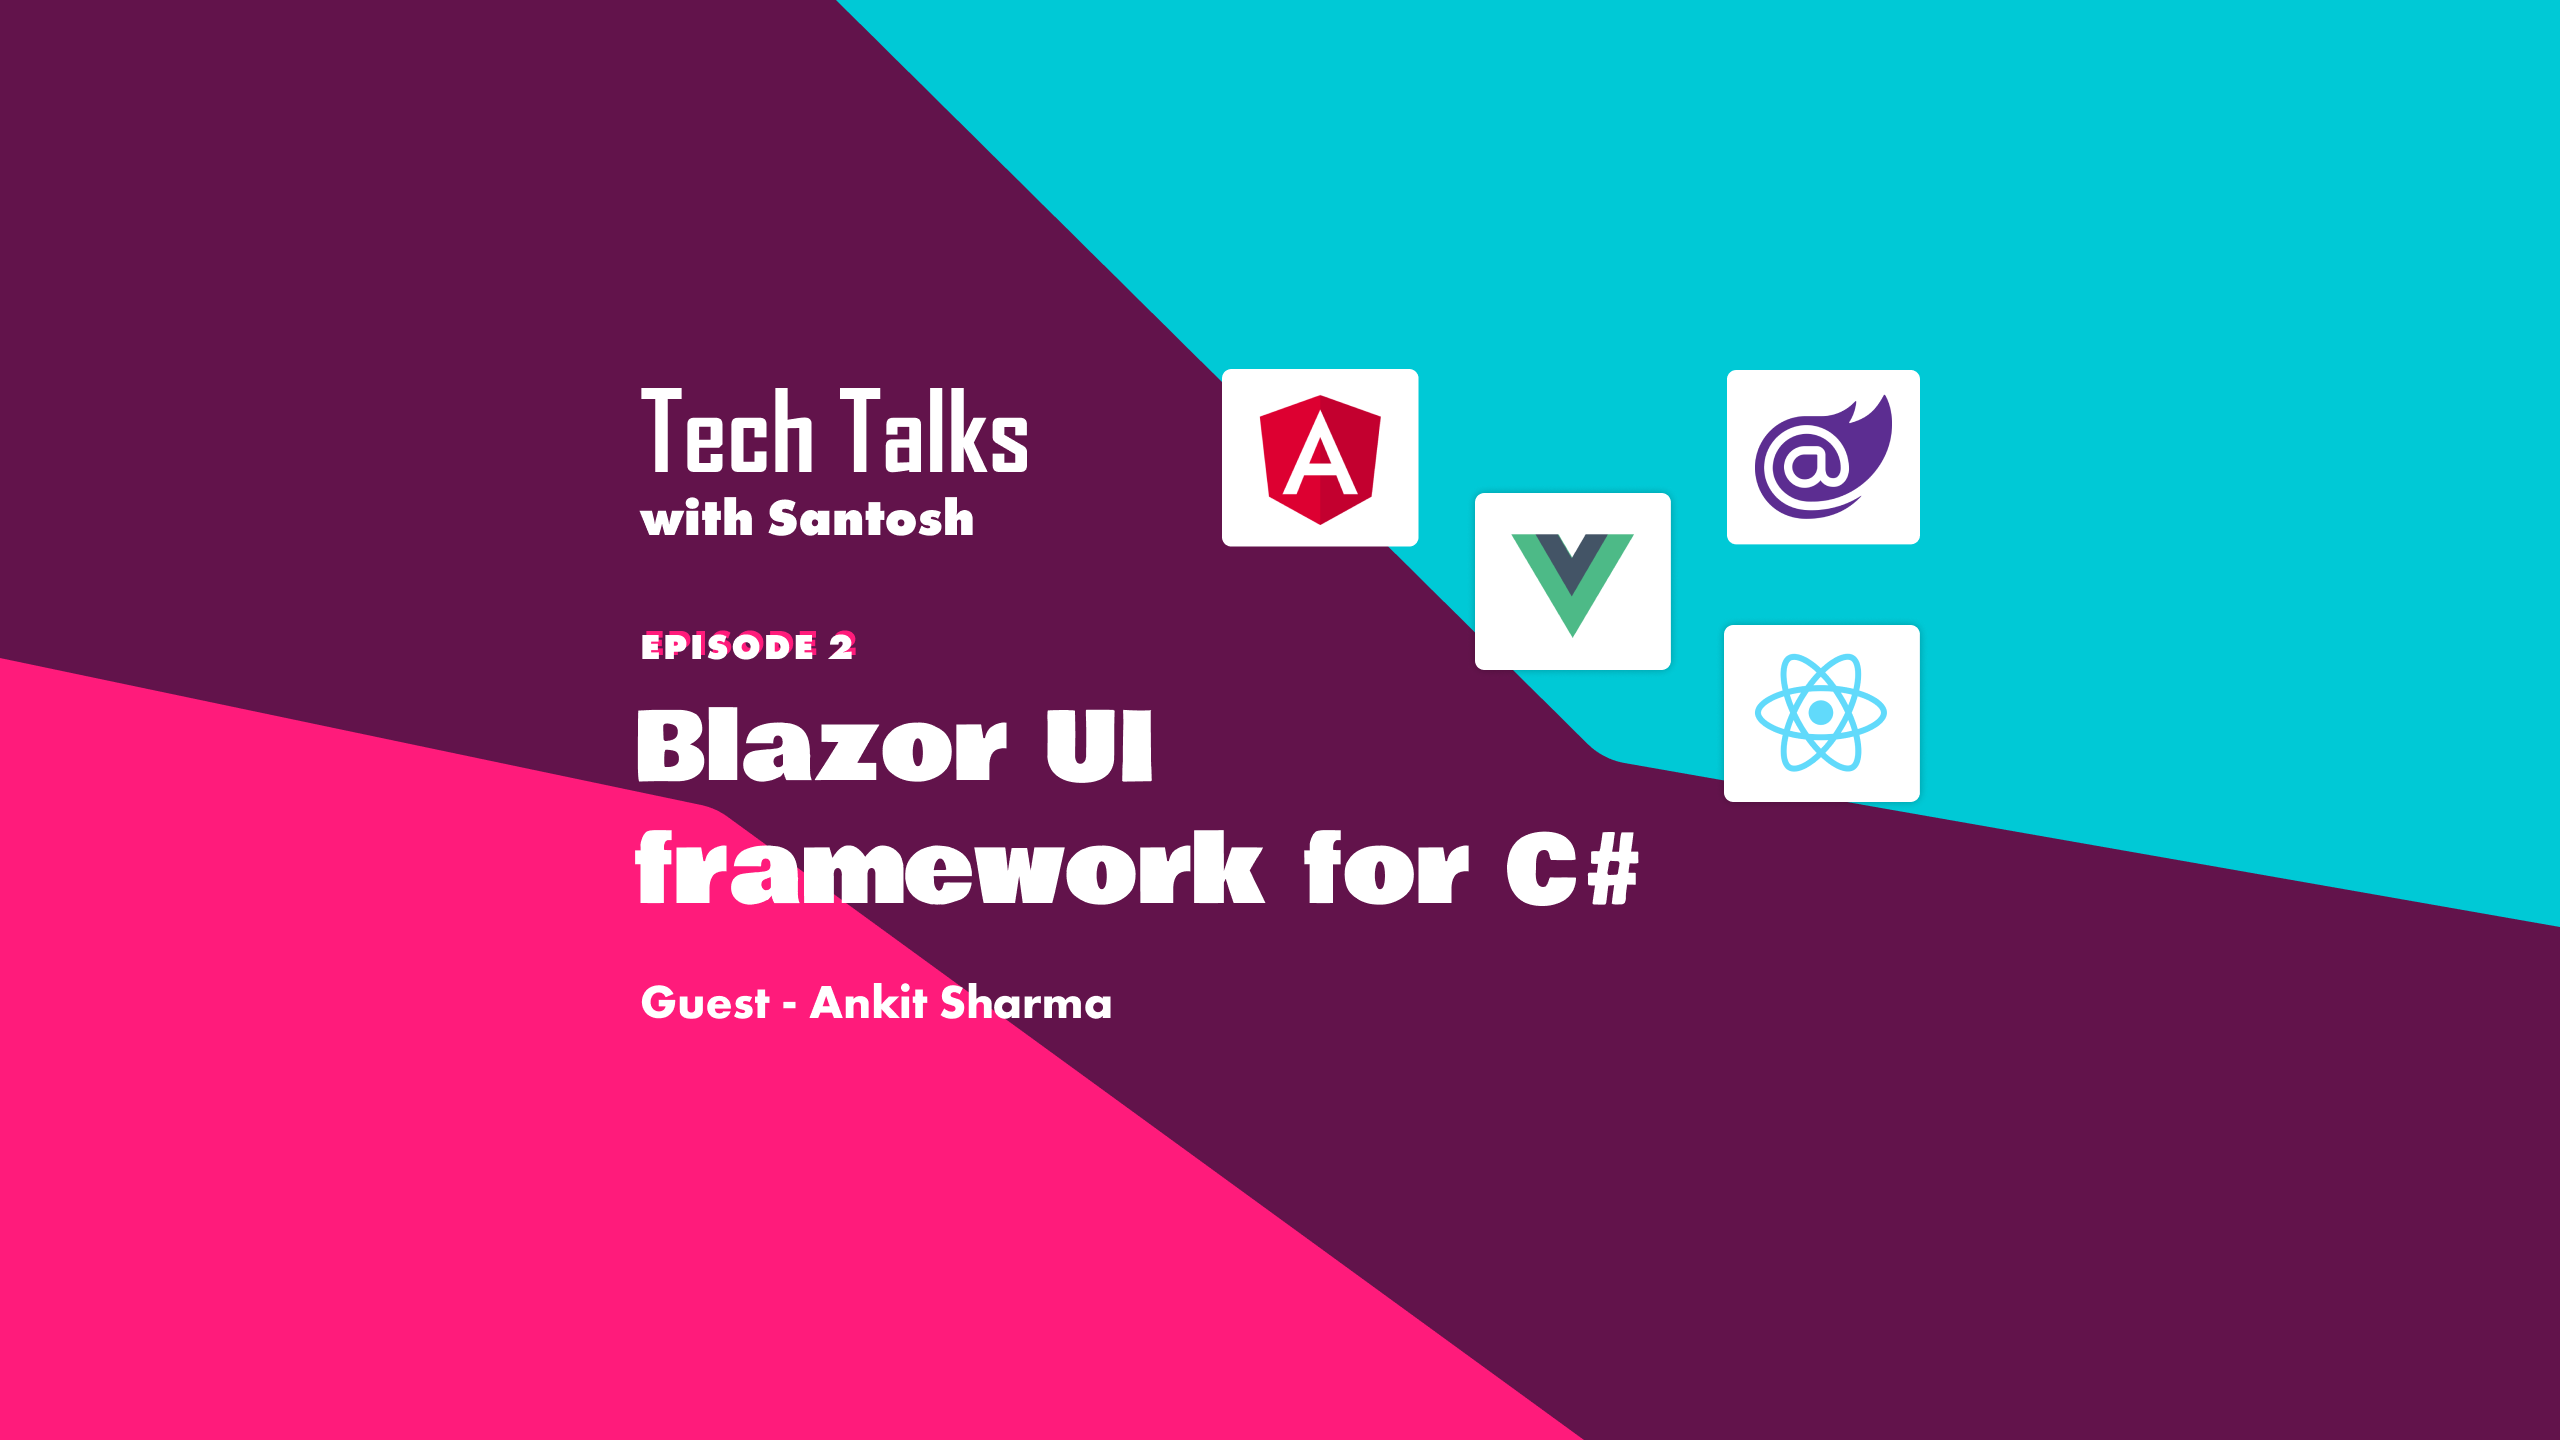 Tech Talks
with Santosh
EPISODE 2
Blazor UI
framework for C#
Guest - Ankit Sharma